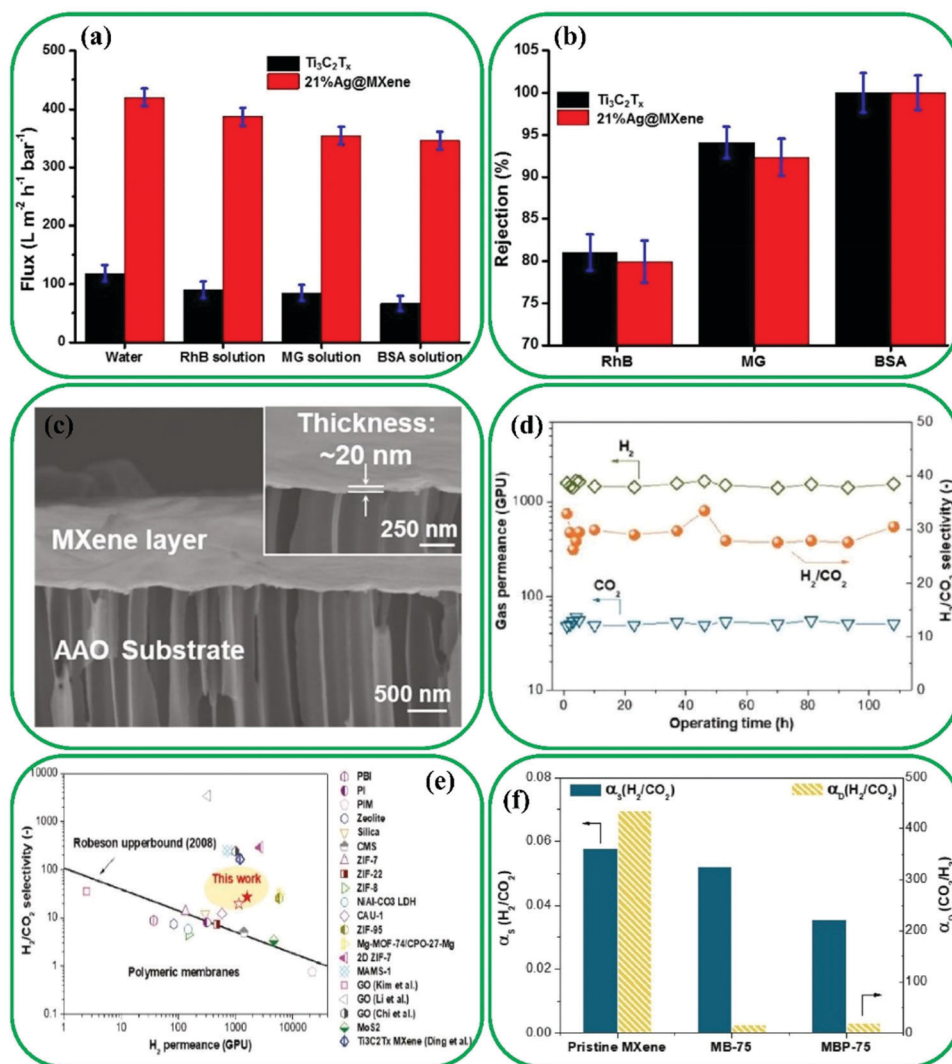 (a)
Ti₃C₂Tₓ
21%Ag@MXene
Flux (L m⁻² h⁻¹ bar⁻¹)
500
400
300
200
100
0
Water
RhB solution
MG solution
BSA solution
(b)
Ti₃C₂Tₓ
21%Ag@MXene
Rejection (%)
100
95
90
85
80
75
70
RhB
MG
BSA
(c)
Thickness:
~20 nm
250 nm
MXene layer
AAO Substrate
500 nm
(d)
Gas permeance (GPU)
1000
100
10
H₂
H₂/CO₂
CO₂
50
40
30
20
10
0
H₂/CO₂ selectivity (-)
0
20
40
60
80
100
Operating time (h)
(e)
H₂/CO₂ selectivity (-)
10000
1000
100
10
1
0.1
Robeson upperbound (2008)
This work
Polymeric membranes
1
10
100
1000
10000
H₂ permeance (GPU)
PBI
PI
PIM
Zeolite
Silica
CMS
ZIF-7
ZIF-22
ZIF-8
NiAl-CO3 LDH
CAU-1
ZIF-95
Mg-MOF-74/CPO-27-Mg
2D ZIF-7
MAMS-1
GO (Kim et al.)
GO (Li et al.)
GO (Chi et al.)
MoS2
Ti3C2Tx MXene (Ding et al.)
(f)
α_S(H₂/CO₂)
α_D(H₂/CO₂)
α_S (H₂/CO₂)
0.08
0.06
0.04
0.02
0.00
500
400
300
200
100
0
α_D (CO₂/H₂)
Pristine MXene
MB-75
MBP-75